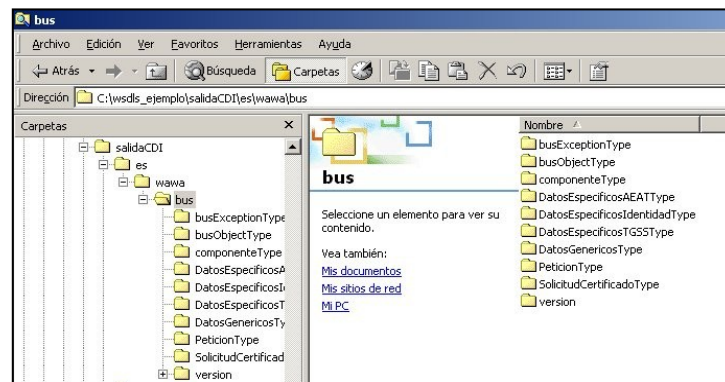 bus
Archivo Edición Ver Favoritos Herramientas Ayuda
Atrás Búsqueda Carpetas
Dirección C:\wsdls_ejemplo\salidaCDI\es\wawa\bus
Carpetas
salidaCDI
es
wawa
bus
busExceptionType
busObjectType
componenteType
DatosEspecificosA
DatosEspecificosI
DatosEspecificosT
DatosGenericosTy
PeticionType
SolicitudCertificad
version
bus
Seleccione un elemento para ver su
contenido.
Vea también:
Mis documentos
Mis sitios de red
Mi PC
Nombre
busExceptionType
busObjectType
componenteType
DatosEspecificosAEATType
DatosEspecificosIdentidadType
DatosEspecificosTGSSType
DatosGenericosType
PeticionType
SolicitudCertificadoType
version